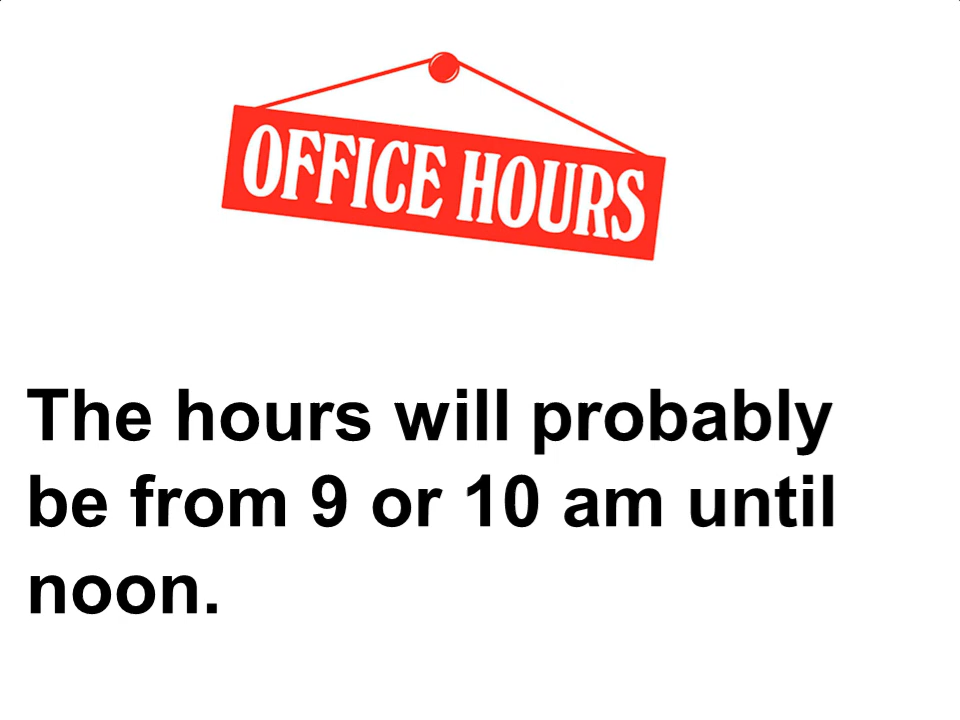 OFFICE HOURS
The hours will probably
be from 9 or 10 am until
noon.